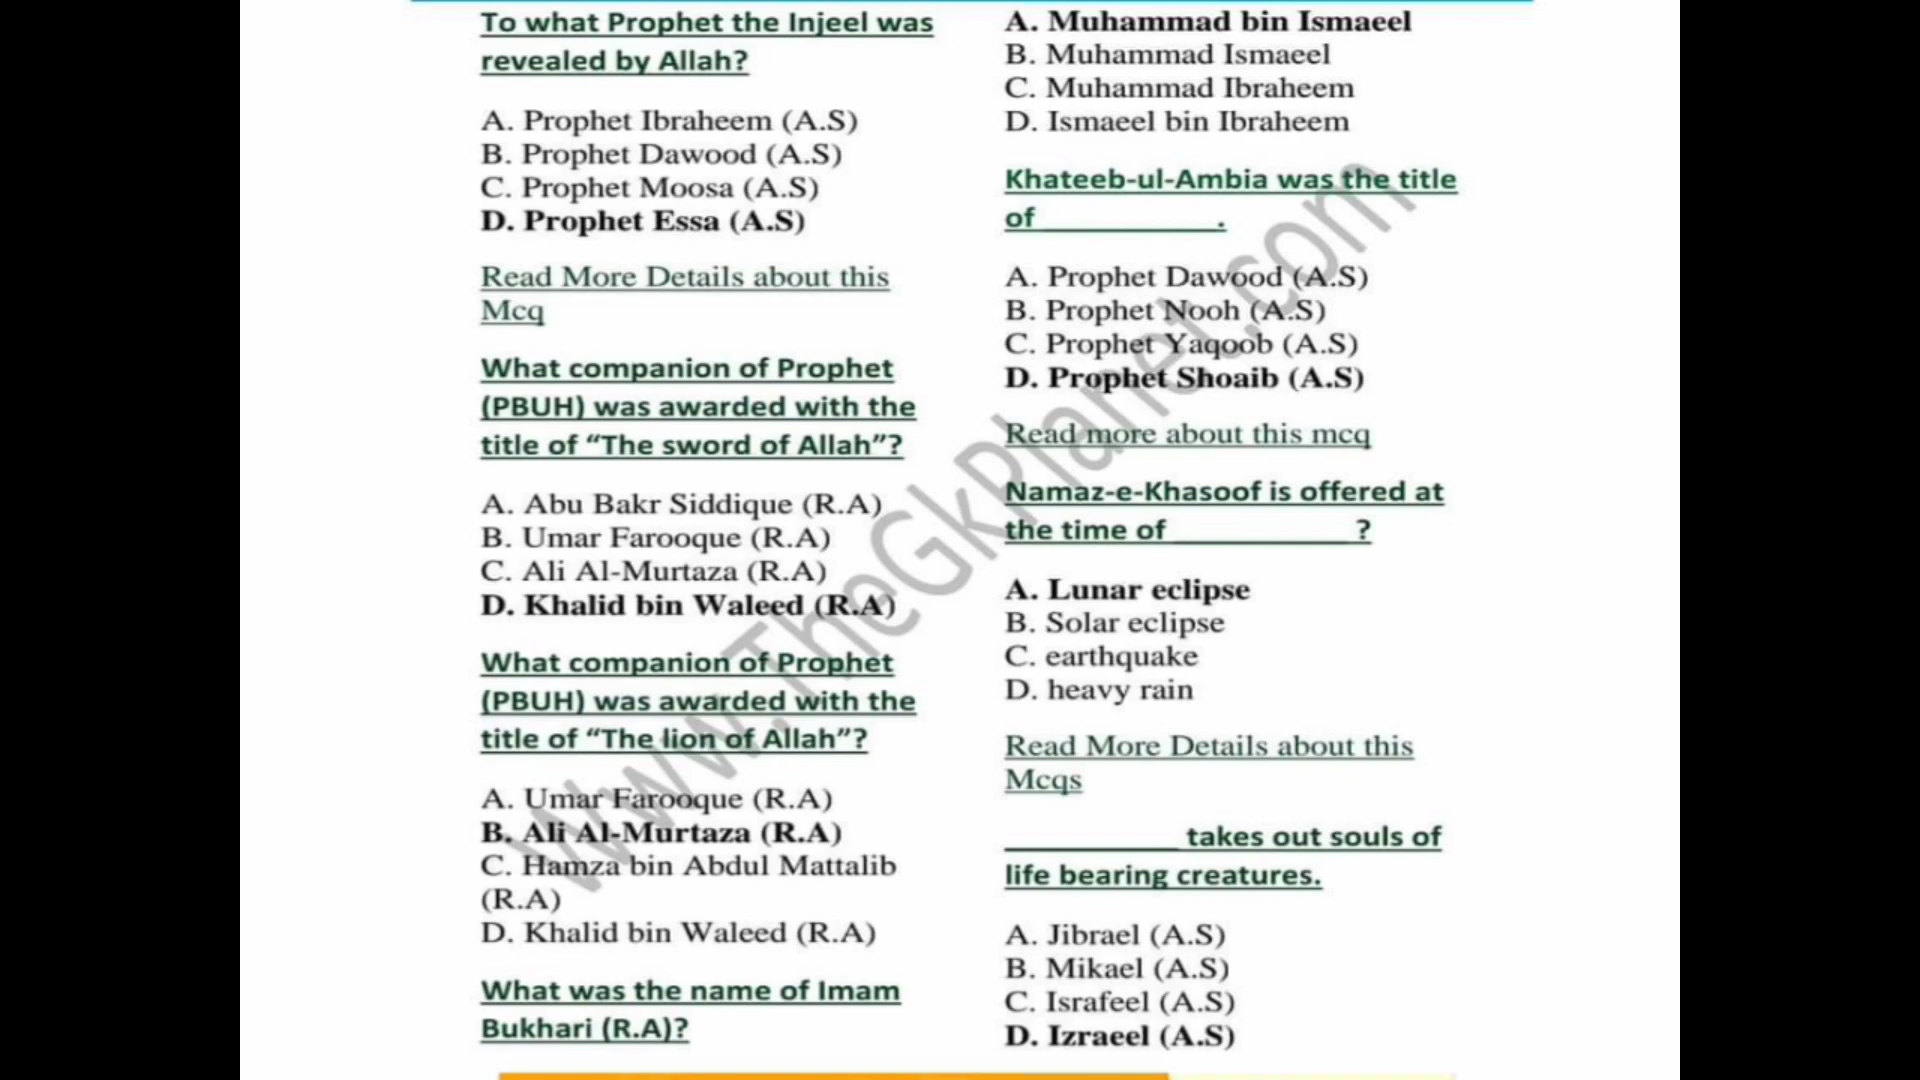 To what Prophet the Injeel was
revealed by Allah?
A. Prophet Ibraheem (A.S)
B. Prophet Dawood (A.S)
C. Prophet Moosa (A.S)
D. Prophet Essa (A.S)
Read More Details about this
Mcq
What companion of Prophet
(PBUH) was awarded with the
title of “The sword of Allah”?
A. Abu Bakr Siddique (R.A)
B. Umar Farooque (R.A)
C. Ali Al-Murtaza (R.A)
D. Khalid bin Waleed (R.A)
What companion of Prophet
(PBUH) was awarded with the
title of “The lion of Allah”?
A. Umar Farooque (R.A)
B. Ali Al-Murtaza (R.A)
C. Hamza bin Abdul Mattalib
(R.A)
D. Khalid bin Waleed (R.A)
What was the name of Imam
Bukhari (R.A)?
A. Muhammad bin Ismaeel
B. Muhammad Ismaeel
C. Muhammad Ibraheem
D. Ismaeel bin Ibraheem
Khateeb-ul-Ambia was the title
of ____________.
A. Prophet Dawood (A.S)
B. Prophet Nooh (A.S)
C. Prophet Yaqoob (A.S)
D. Prophet Shoaib (A.S)
Read more about this mcq
Namaz-e-Khasoof is offered at
the time of ____________ ?
A. Lunar eclipse
B. Solar eclipse
C. earthquake
D. heavy rain
Read More Details about this
Mcqs
____________ takes out souls of
life bearing creatures.
A. Jibrael (A.S)
B. Mikael (A.S)
C. Israfeel (A.S)
D. Izraeel (A.S)
Www.TheGkPlanet.com